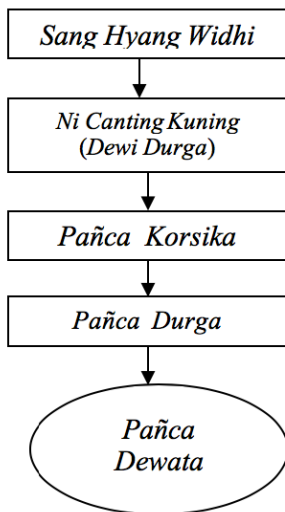 Sang Hyang Widhi
Ni Canting Kuning
(Dewi Durga)
Pañca Korsika
Pañca Durga
Pañca
Dewata